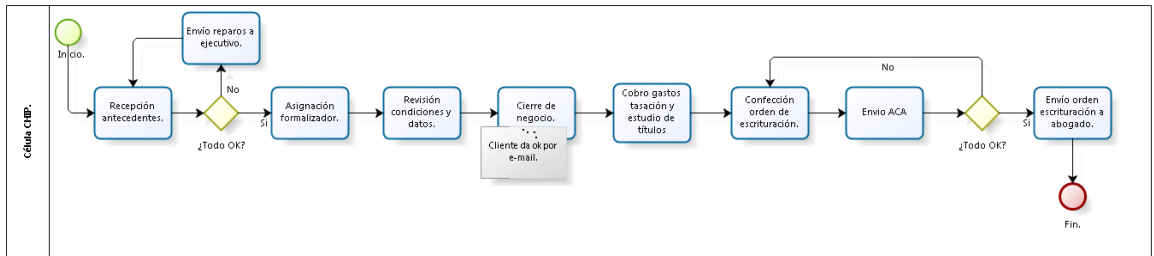 Célula CHIP.
Inicio.
Envío reparos a
ejecutivo.
Recepción
antecedentes.
No
¿Todo OK?
Si
Asignación
formalizador.
Revisión
condiciones y
datos.
Cierre de
negocio.
Cliente da ok por
e-mail.
Cobro gastos
tasación y
estudio de
títulos
Confección
orden de
escrituración.
No
Envio ACA
¿Todo OK?
Si
Envío orden
escrituración a
abogado.
Fin.